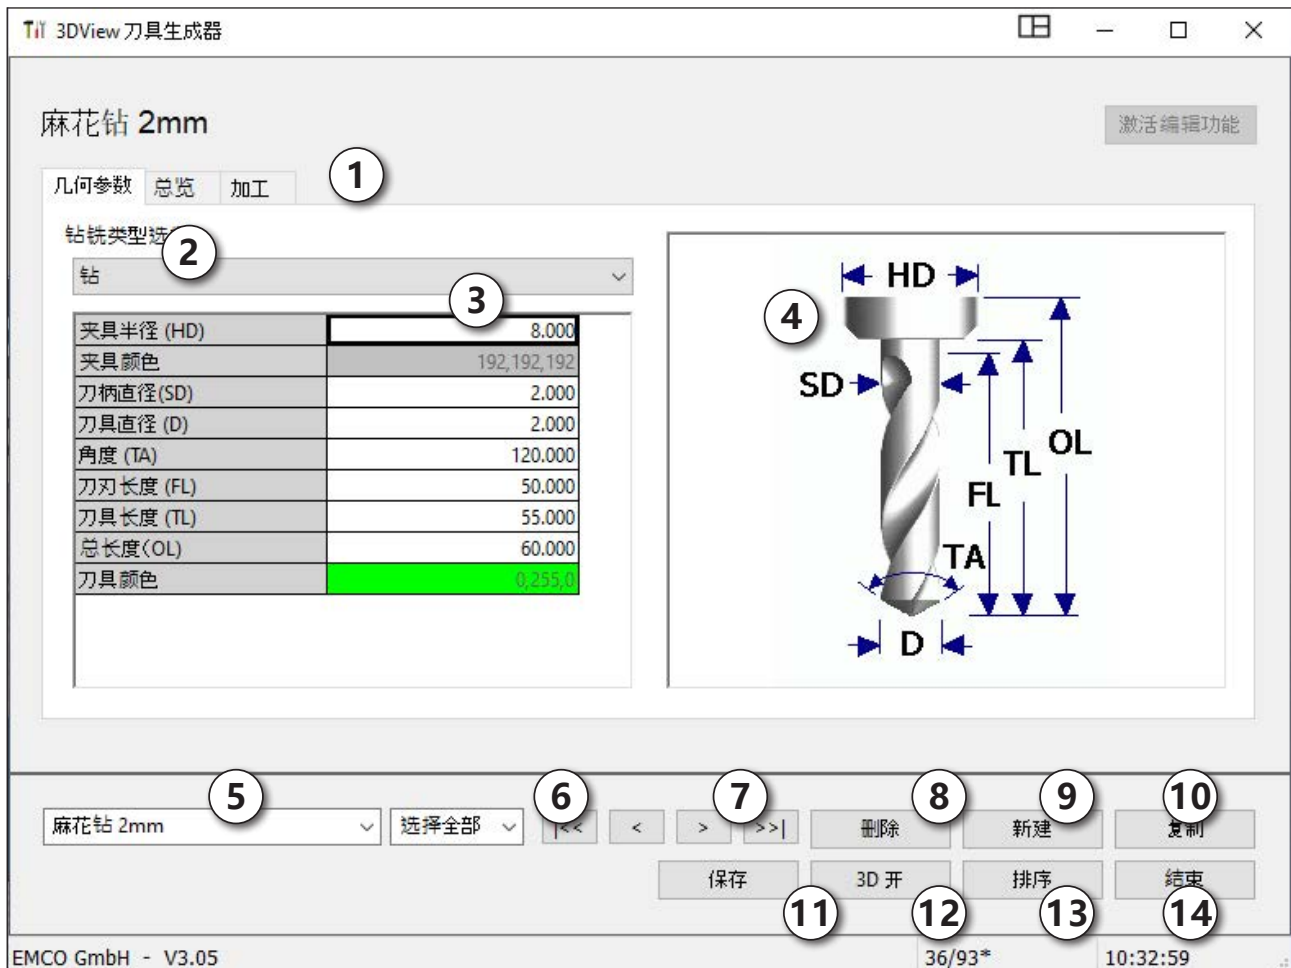 3DView 刀具生成器
麻花钻 2mm
激活编辑功能
几何参数 总览 加工
1
钻铣类型选
2
钻
3
夹具半径 (HD) 8.000
夹具颜色 192,192,192
刀柄直径(SD) 2.000
刀具直径 (D) 2.000
角度 (TA) 120.000
刀刃长度 (FL) 50.000
刀具长度 (TL) 55.000
总长度(OL) 60.000
刀具颜色 0,255,0
HD
4
SD
OL
TL
FL
TA
D
5 6 7 8 9 10
麻花钻 2mm 选择全部 |<< < > >>| 删除 新建 复制
保存 3D 开 排序 结束
11 12 13 14
EMCO GmbH - V3.05 36/93* 10:32:59